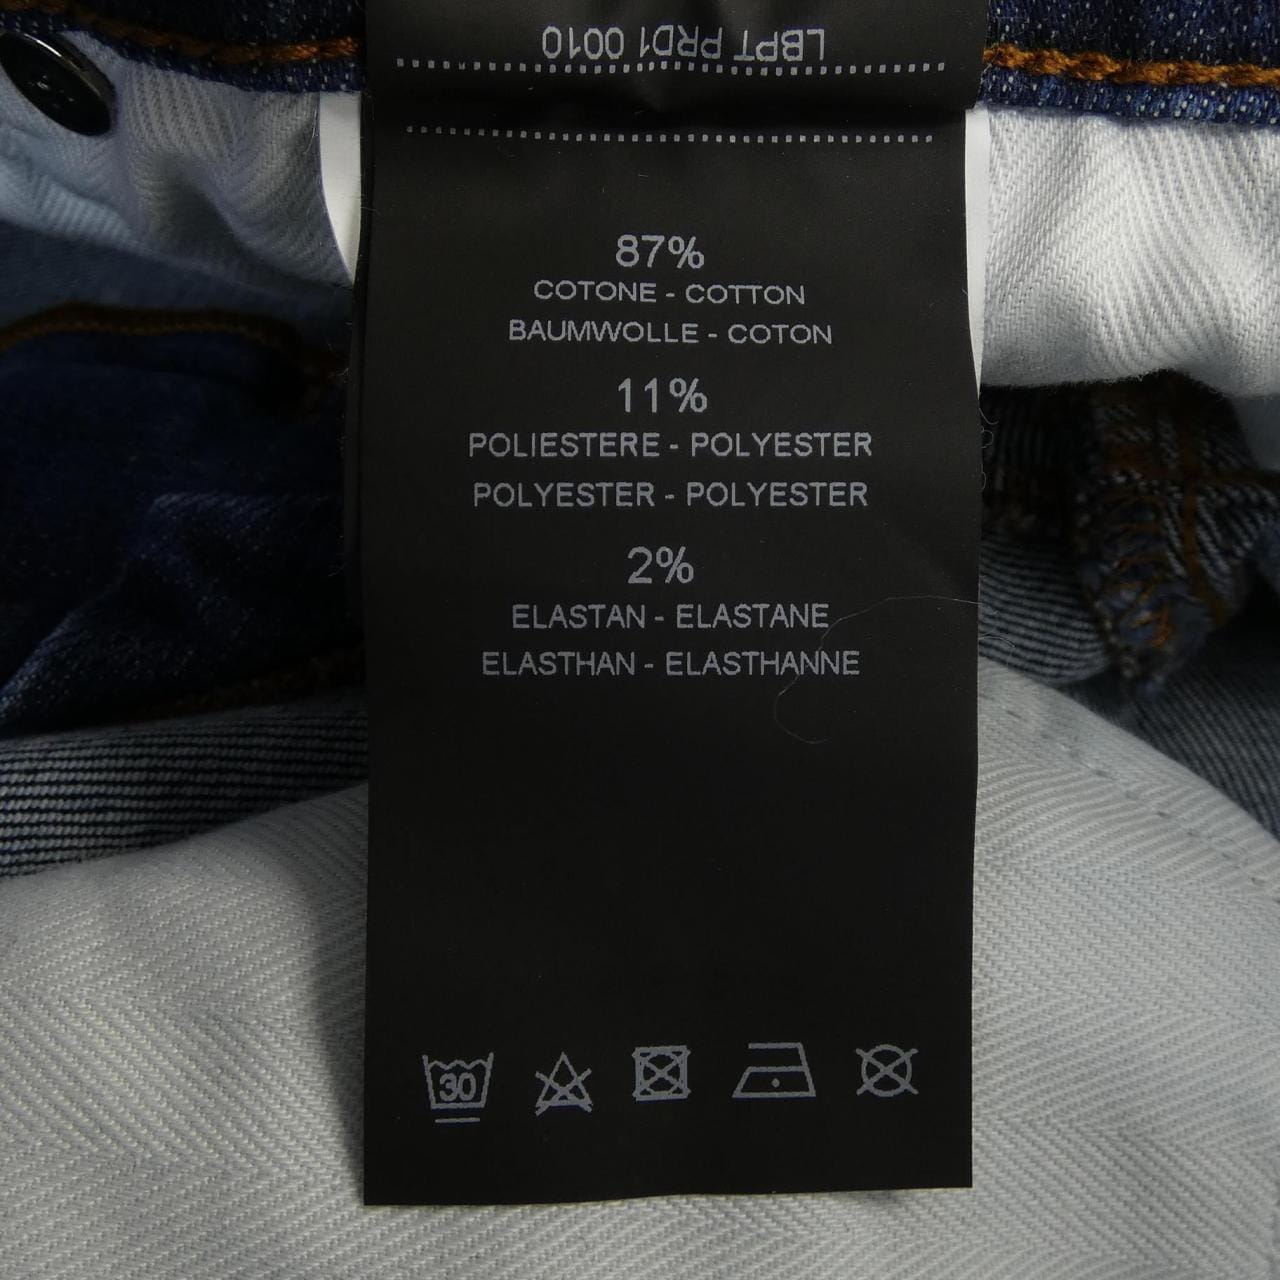 LBPT PRD1 0010
87%
COTONE - COTTON
BAUMWOLLE - COTON
11%
POLIESTERE - POLYESTER
POLYESTER - POLYESTER
2%
ELASTAN - ELASTANE
ELASTHAN - ELASTHANNE
30